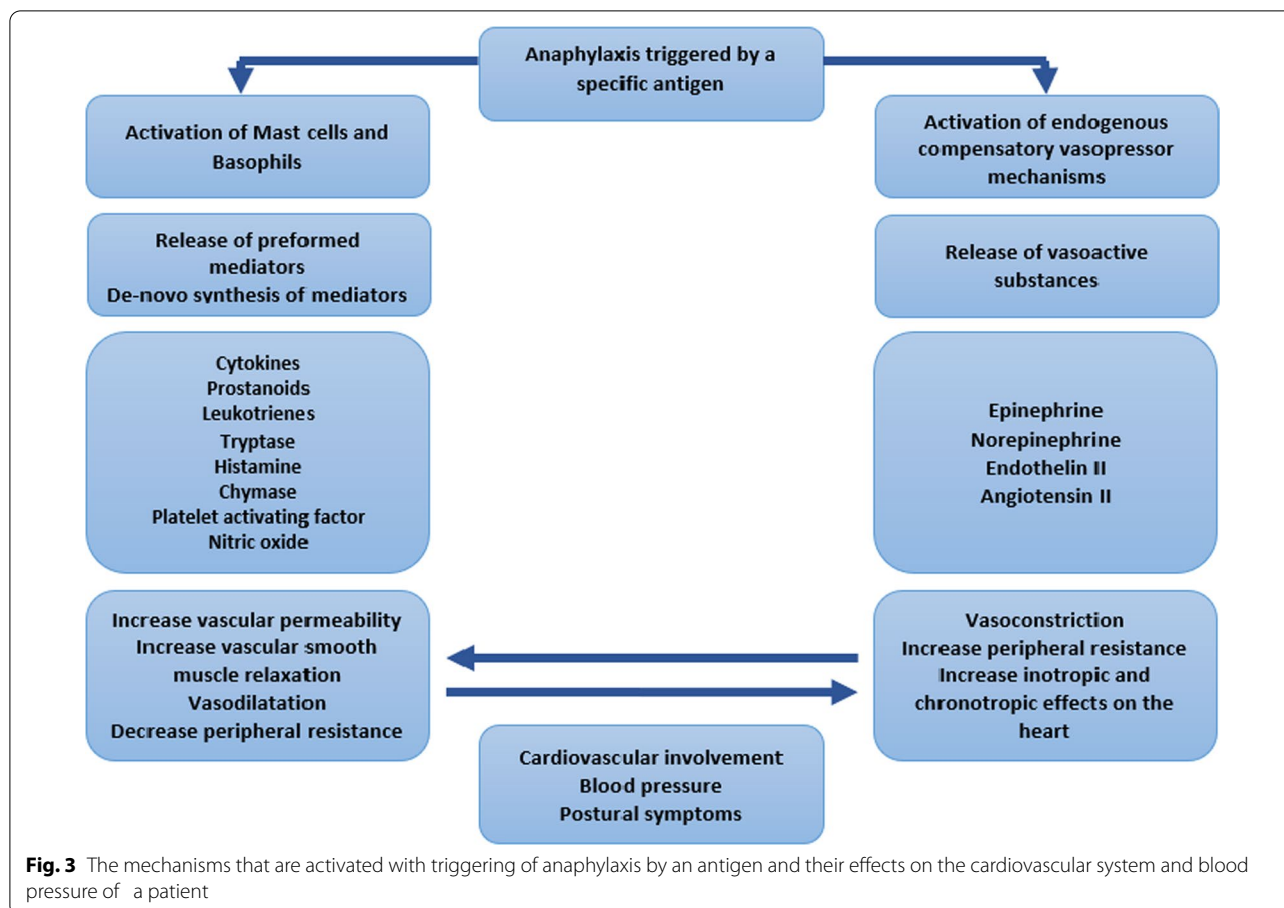 Anaphylaxis triggered by a
specific antigen
Activation of Mast cells and
Basophils
Release of preformed
mediators
De-novo synthesis of mediators
Cytokines
Prostanoids
Leukotrienes
Tryptase
Histamine
Chymase
Platelet activating factor
Nitric oxide
Increase vascular permeability
Increase vascular smooth
muscle relaxation
Vasodilatation
Decrease peripheral resistance
Activation of endogenous
compensatory vasopressor
mechanisms
Release of vasoactive
substances
Epinephrine
Norepinephrine
Endothelin II
Angiotensin II
Vasoconstriction
Increase peripheral resistance
Increase inotropic and
chronotropic effects on the
heart
Cardiovascular involvement
Blood pressure
Postural symptoms
Fig. 3 The mechanisms that are activated with triggering of anaphylaxis by an antigen and their effects on the cardiovascular system and blood
pressure of a patient